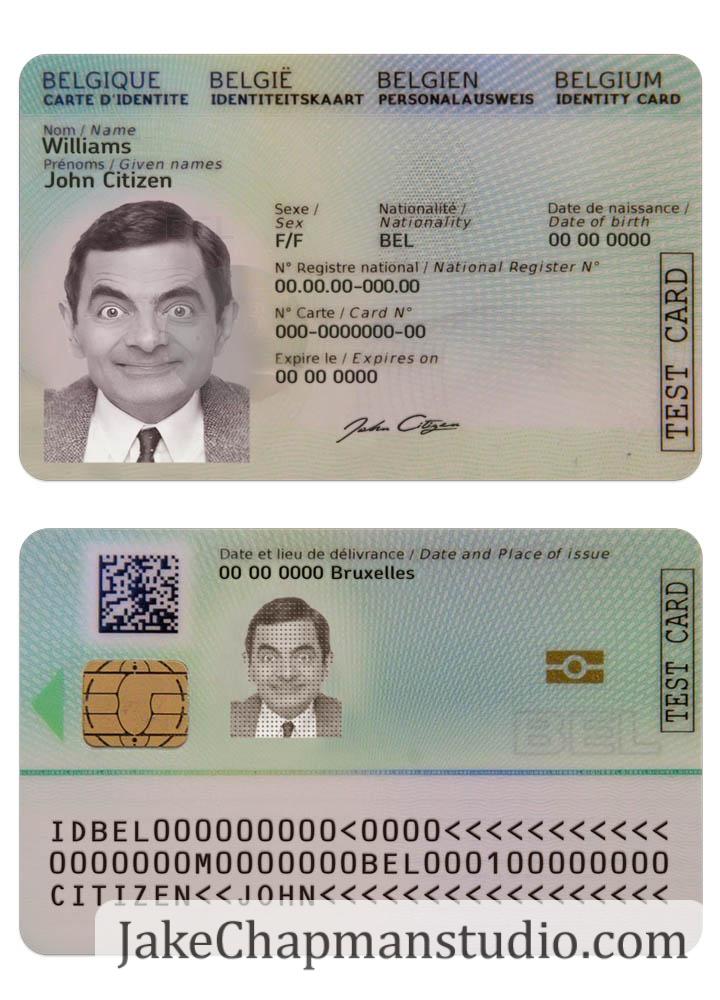 BELGIQUE BELGIË BELGIEN BELGIUM
CARTE D'IDENTITE IDENTITEITSKAART PERSONALAUSWEIS IDENTITY CARD
Nom / Name
Williams
Prénoms / Given names
John Citizen
Sexe / Nationalité / Date de naissance /
Sex Nationality Date of birth
F/F BEL 00 00 0000
N° Registre national / National Register N°
00.00.00-000.00
N° Carte / Card N°
000-0000000-00
Expire le / Expires on
00 00 0000
John Citizen
TEST CARD
Date et lieu de délivrance / Date and Place of issue
00 00 0000 Bruxelles
TEST CARD
BEL
IDBEL000000000<0000<<<<<<<<<<<
0000000M0000000BEL000100000000
CITIZEN<<JOHN<<<<<<<<<<<<<<<<<
JakeChapmanstudio.com